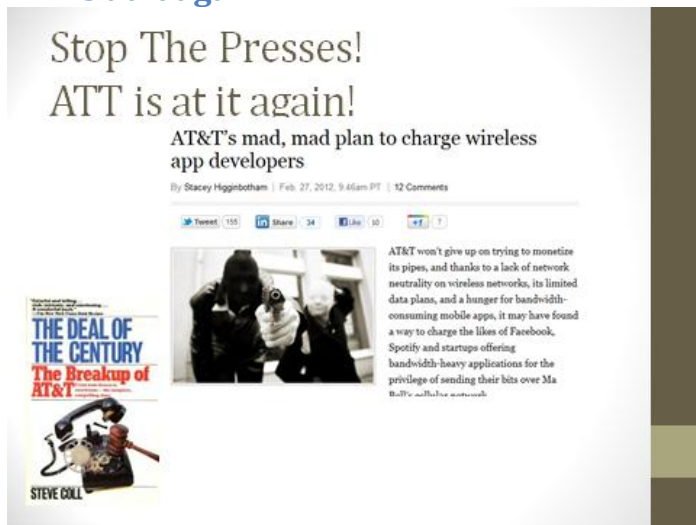 Stop The Presses!
ATT is at it again!
AT&T's mad, mad plan to charge wireless
app developers
By Stacey Higginbotham | Feb. 27, 2012, 9:46am PT | 12 Comments
Tweet 155 in Share 34 Like 10 +1 7
AT&T won't give up on trying to monetize
its pipes, and thanks to a lack of network
neutrality on wireless networks, its limited
data plans, and a hunger for bandwidth-
consuming mobile apps, it may have found
a way to charge the likes of Facebook,
Spotify and startups offering
bandwidth-heavy applications for the
privilege of sending their bits over Ma
Bell's cellular network
THE DEAL OF
THE CENTURY
The Breakup of
AT&T
STEVE COLL